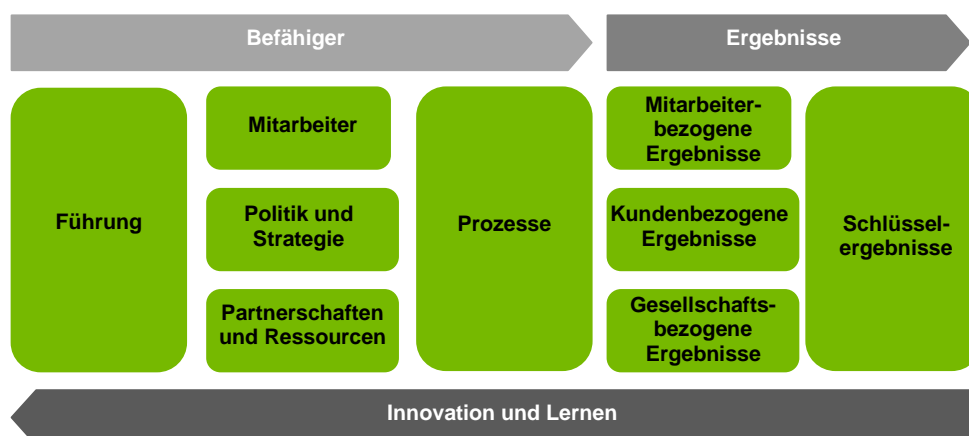 Befähiger
Ergebnisse
Führung
Mitarbeiter
Politik und
Strategie
Partnerschaften
und Ressourcen
Prozesse
Mitarbeiter-
bezogene
Ergebnisse
Kundenbezogene
Ergebnisse
Gesellschafts-
bezogene
Ergebnisse
Schlüssel-
ergebnisse
Innovation und Lernen